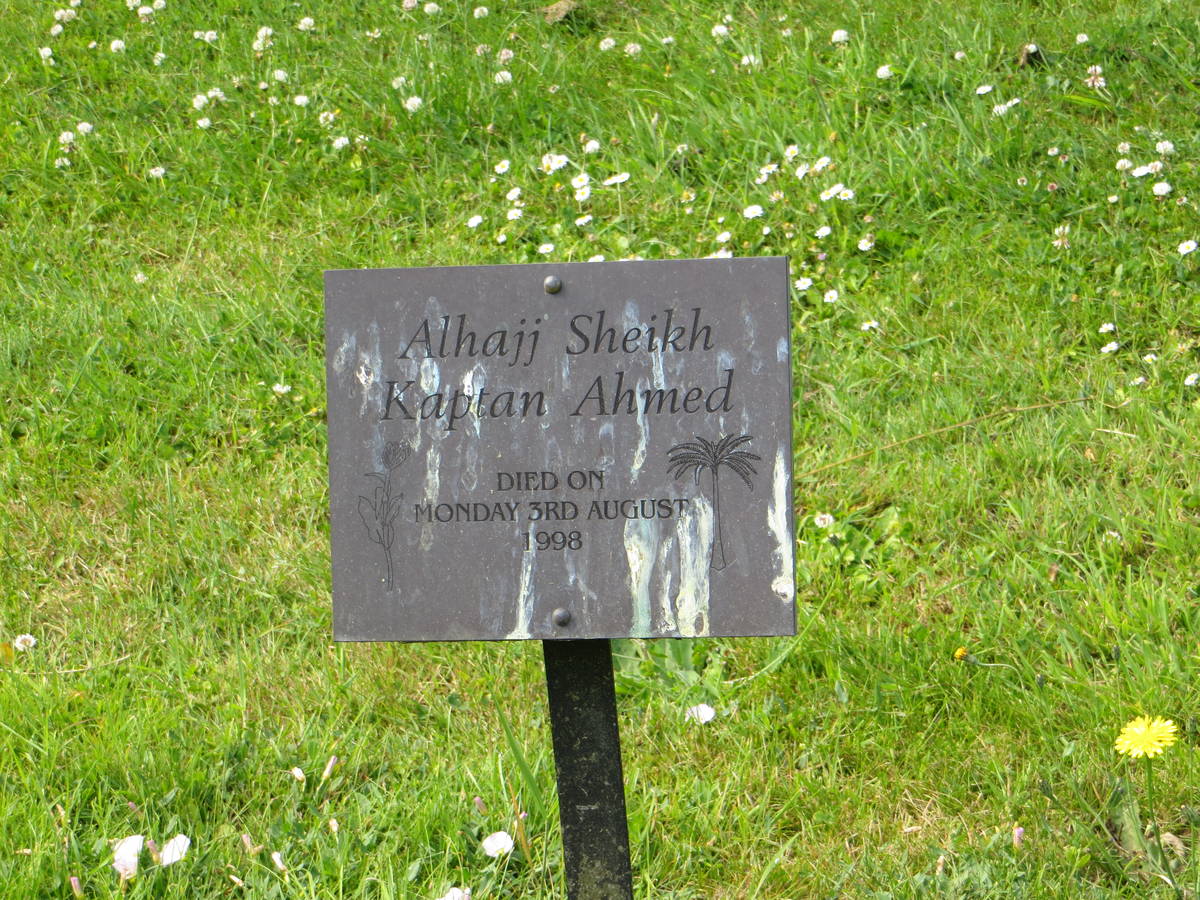 Alhajj Sheikh
Kaptan Ahmed
DIED ON
MONDAY 3RD AUGUST
1998